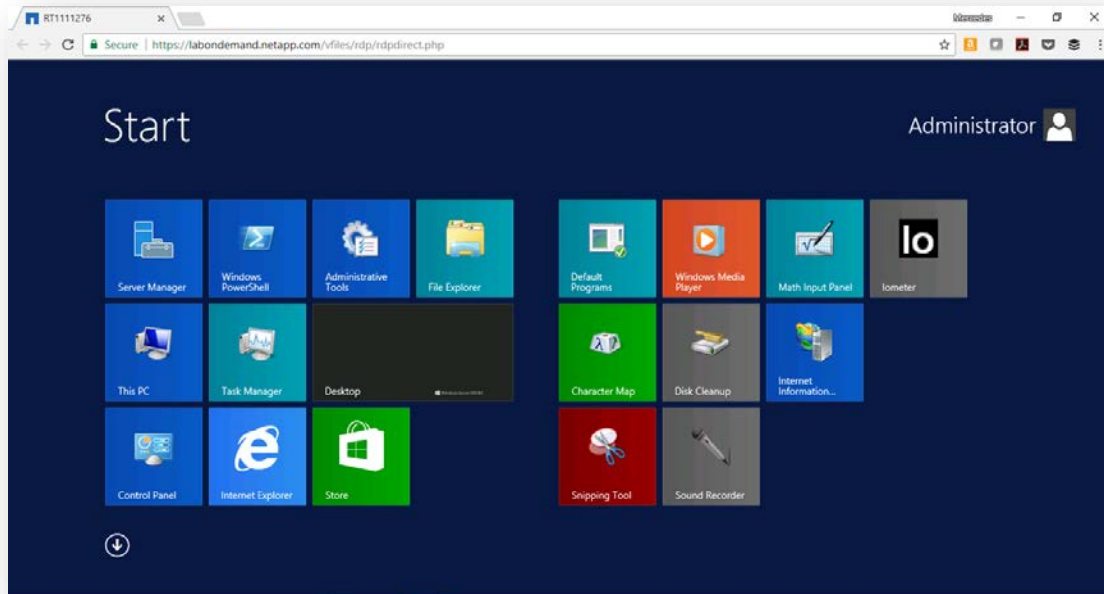 RT1111276
Mercedes
Secure | https://labondemand.netapp.com/vfiles/rdp/rdpdirect.php
Start
Administrator
Server Manager
Windows
PowerShell
Administrative
Tools
File Explorer
Default
Programs
Windows Media
Player
Math Input Panel
Io
Iometer
This PC
Task Manager
Desktop
Character Map
Disk Cleanup
Internet
Information...
Control Panel
Internet Explorer
Store
Snipping Tool
Sound Recorder